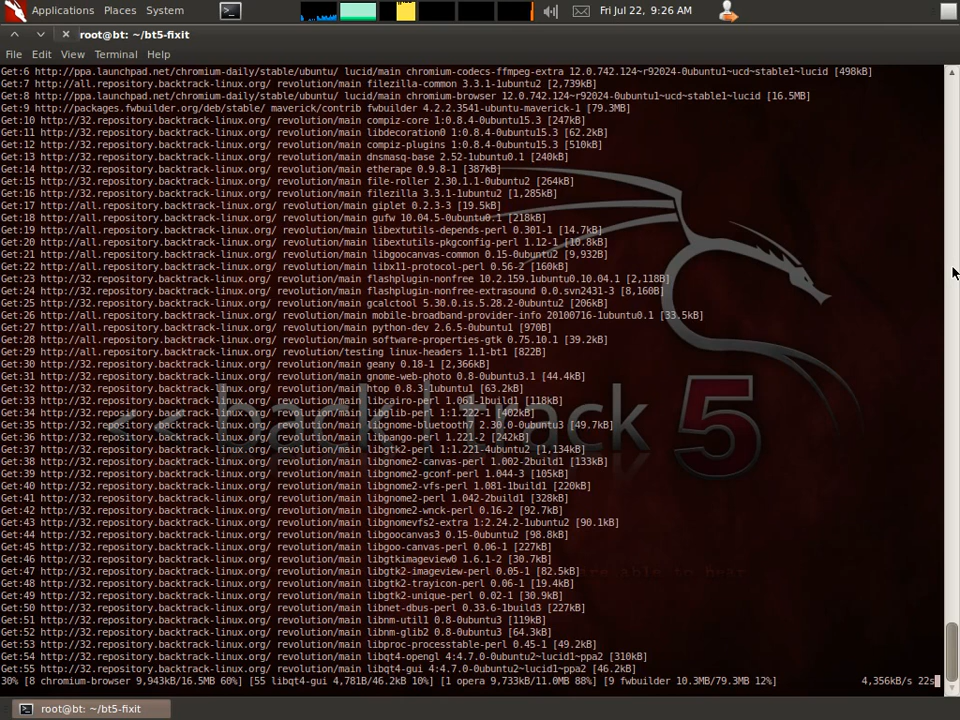 Applications Places System Fri Jul 22, 9:26 AM
root@bt: ~/bt5-fixit
File Edit View Terminal Help
Get:6 http://ppa.launchpad.net/chromium-daily/stable/ubuntu/ lucid/main chromium-codecs-ffmpeg-extra 12.0.742.124~r92024-0ubuntu1~ucd~stable1~lucid [498kB]
Get:7 http://all.repository.backtrack-linux.org/ revolution/main filezilla-common 3.3.1-1ubuntu2 [2,739kB]
Get:8 http://ppa.launchpad.net/chromium-daily/stable/ubuntu/ lucid/main chromium-browser 12.0.742.124~r92024-0ubuntu1~ucd~stable1~lucid [16.5MB]
Get:9 http://packages.fwbuilder.org/deb/stable/ maverick/contrib fwbuilder 4.2.2.3541-ubuntu-maverick-1 [79.3MB]
Get:10 http://32.repository.backtrack-linux.org/ revolution/main compiz-core 1:0.8.4-0ubuntu15.3 [247kB]
Get:11 http://32.repository.backtrack-linux.org/ revolution/main libdecoration0 1:0.8.4-0ubuntu15.3 [62.2kB]
Get:12 http://32.repository.backtrack-linux.org/ revolution/main compiz-plugins 1:0.8.4-0ubuntu15.3 [510kB]
Get:13 http://32.repository.backtrack-linux.org/ revolution/main dnsmasq-base 2.52-1ubuntu0.1 [240kB]
Get:14 http://32.repository.backtrack-linux.org/ revolution/main etherape 0.9.8-1 [387kB]
Get:15 http://32.repository.backtrack-linux.org/ revolution/main file-roller 2.30.1.1-0ubuntu2 [264kB]
Get:16 http://32.repository.backtrack-linux.org/ revolution/main filezilla 3.3.1-1ubuntu2 [1,285kB]
Get:17 http://all.repository.backtrack-linux.org/ revolution/main giplet 0.2.3-3 [19.5kB]
Get:18 http://all.repository.backtrack-linux.org/ revolution/main gufw 10.04.5-0ubuntu0.1 [218kB]
Get:19 http://all.repository.backtrack-linux.org/ revolution/main libextutils-depends-perl 0.301-1 [14.7kB]
Get:20 http://all.repository.backtrack-linux.org/ revolution/main libextutils-pkgconfig-perl 1.12-1 [10.8kB]
Get:21 http://all.repository.backtrack-linux.org/ revolution/main libgoocanvas-common 0.15-0ubuntu2 [9,932B]
Get:22 http://all.repository.backtrack-linux.org/ revolution/main libx11-protocol-perl 0.56-2 [160kB]
Get:23 http://all.repository.backtrack-linux.org/ revolution/main flashplugin-nonfree 10.2.159.1ubuntu0.10.04.1 [2,118B]
Get:24 http://all.repository.backtrack-linux.org/ revolution/main flashplugin-nonfree-extrasound 0.0.svn2431-3 [8,160B]
Get:25 http://all.repository.backtrack-linux.org/ revolution/main gcalctool 5.30.0.is.5.28.2-0ubuntu2 [206kB]
Get:26 http://all.repository.backtrack-linux.org/ revolution/main mobile-broadband-provider-info 20100716-1ubuntu0.1 [33.5kB]
Get:27 http://all.repository.backtrack-linux.org/ revolution/main python-dev 2.6.5-0ubuntu1 [970B]
Get:28 http://all.repository.backtrack-linux.org/ revolution/main software-properties-gtk 0.75.10.1 [39.2kB]
Get:29 http://all.repository.backtrack-linux.org/ revolution/testing linux-headers 1.1-bt1 [822B]
Get:30 http://32.repository.backtrack-linux.org/ revolution/main geany 0.18-1 [2,366kB]
Get:31 http://32.repository.backtrack-linux.org/ revolution/main gnome-web-photo 0.8-0ubuntu3.1 [44.4kB]
Get:32 http://32.repository.backtrack-linux.org/ revolution/main htop 0.8.3-1ubuntu1 [63.2kB]
Get:33 http://32.repository.backtrack-linux.org/ revolution/main libcairo-perl 1.061-1build1 [118kB]
Get:34 http://32.repository.backtrack-linux.org/ revolution/main libglib-perl 1:1.222-1 [402kB]
Get:35 http://32.repository.backtrack-linux.org/ revolution/main libgnome-bluetooth7 2.30.0-0ubuntu3 [49.7kB]
Get:36 http://32.repository.backtrack-linux.org/ revolution/main libpango-perl 1.221-2 [242kB]
Get:37 http://32.repository.backtrack-linux.org/ revolution/main libgtk2-perl 1:1.221-4ubuntu2 [1,134kB]
Get:38 http://32.repository.backtrack-linux.org/ revolution/main libgnome2-canvas-perl 1.002-2build1 [133kB]
Get:39 http://32.repository.backtrack-linux.org/ revolution/main libgnome2-gconf-perl 1.044-3 [105kB]
Get:40 http://32.repository.backtrack-linux.org/ revolution/main libgnome2-vfs-perl 1.081-1build1 [220kB]
Get:41 http://32.repository.backtrack-linux.org/ revolution/main libgnome2-perl 1.042-2build1 [328kB]
Get:42 http://32.repository.backtrack-linux.org/ revolution/main libgnome2-wnck-perl 0.16-2 [92.7kB]
Get:43 http://32.repository.backtrack-linux.org/ revolution/main libgnomevfs2-extra 1:2.24.2-1ubuntu2 [90.1kB]
Get:44 http://32.repository.backtrack-linux.org/ revolution/main libgoocanvas3 0.15-0ubuntu2 [98.8kB]
Get:45 http://32.repository.backtrack-linux.org/ revolution/main libgoo-canvas-perl 0.06-1 [227kB]
Get:46 http://32.repository.backtrack-linux.org/ revolution/main libgtkimageview0 1.6.1-2 [30.7kB]
Get:47 http://32.repository.backtrack-linux.org/ revolution/main libgtk2-imageview-perl 0.05-1 [82.5kB]
Get:48 http://32.repository.backtrack-linux.org/ revolution/main libgtk2-trayicon-perl 0.06-1 [19.4kB]
Get:49 http://32.repository.backtrack-linux.org/ revolution/main libgtk2-unique-perl 0.05-1 [30.9kB]
Get:50 http://32.repository.backtrack-linux.org/ revolution/main libnet-dbus-perl 0.33.6-1build3 [227kB]
Get:51 http://32.repository.backtrack-linux.org/ revolution/main libnm-util1 0.8-0ubuntu3 [119kB]
Get:52 http://32.repository.backtrack-linux.org/ revolution/main libnm-glib2 0.8-0ubuntu3 [64.3kB]
Get:53 http://32.repository.backtrack-linux.org/ revolution/main libproc-processtable-perl 0.45-1 [49.2kB]
Get:54 http://32.repository.backtrack-linux.org/ revolution/main libqt4-opengl 4:4.7.0-0ubuntu2~lucid1~ppa2 [310kB]
Get:55 http://32.repository.backtrack-linux.org/ revolution/main libqt4-gui 4:4.7.0-0ubuntu2~lucid1~ppa2 [46.2kB]
30% [8 chromium-browser 9,943kB/16.5MB 60%] [55 libqt4-gui 4,781B/46.2kB 10%] [1 opera 9,733kB/11.0MB 88%] [9 fwbuilder 10.3MB/79.3MB 12%] 4,356kB/s 22s
<< back | track 5
root@bt: ~/bt5-fixit